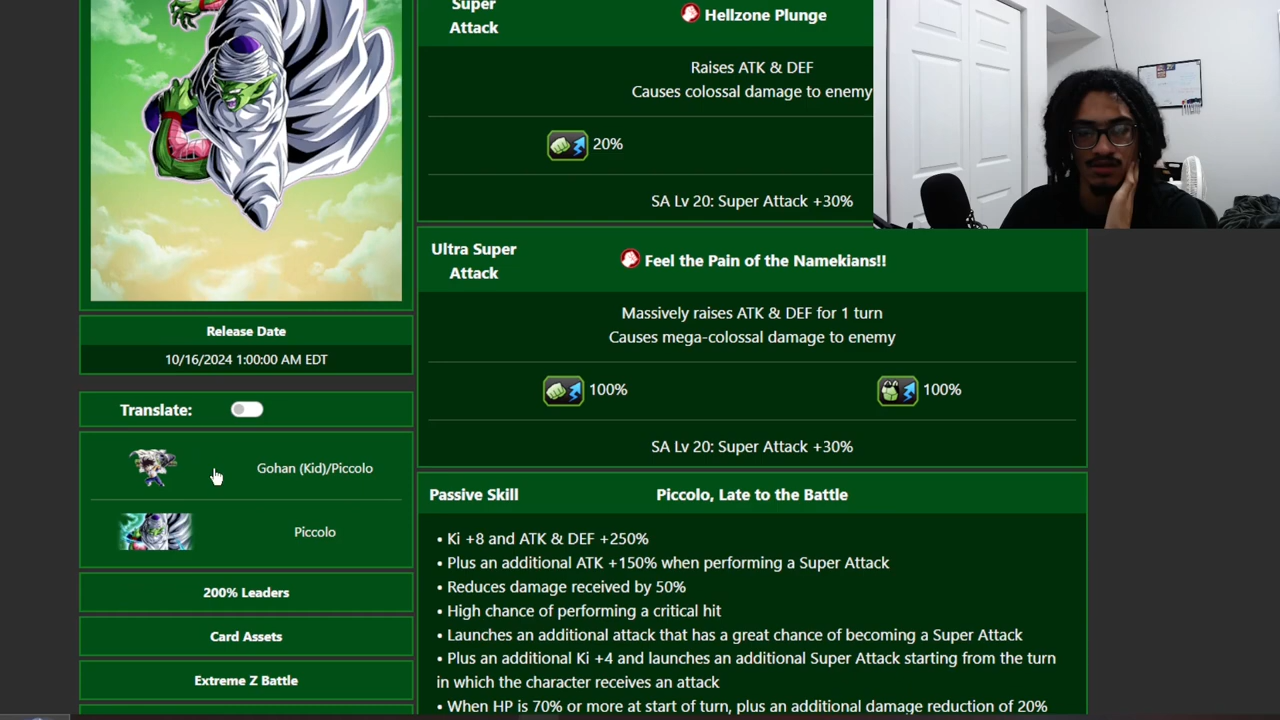 Super
Attack
Hellzone Plunge
Raises ATK & DEF
Causes colossal damage to enemy
20%
SA Lv 20: Super Attack +30%
Ultra Super
Attack
Feel the Pain of the Namekians!!
Massively raises ATK & DEF for 1 turn
Causes mega-colossal damage to enemy
100%
100%
SA Lv 20: Super Attack +30%
Release Date
10/16/2024 1:00:00 AM EDT
Translate:
Gohan (Kid)/Piccolo
Piccolo
200% Leaders
Card Assets
Extreme Z Battle
Passive Skill
Piccolo, Late to the Battle
• Ki +8 and ATK & DEF +250%
• Plus an additional ATK +150% when performing a Super Attack
• Reduces damage received by 50%
• High chance of performing a critical hit
• Launches an additional attack that has a great chance of becoming a Super Attack
• Plus an additional Ki +4 and launches an additional Super Attack starting from the turn
in which the character receives an attack
• When HP is 70% or more at start of turn, plus an additional damage reduction of 20%